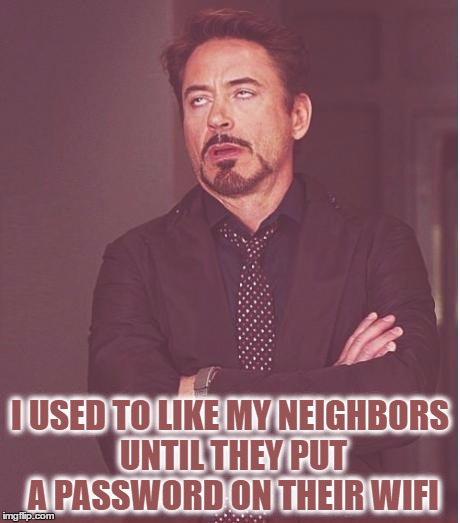 I USED TO LIKE MY NEIGHBORS
UNTIL THEY PUT
A PASSWORD ON THEIR WIFI
imgflip.com